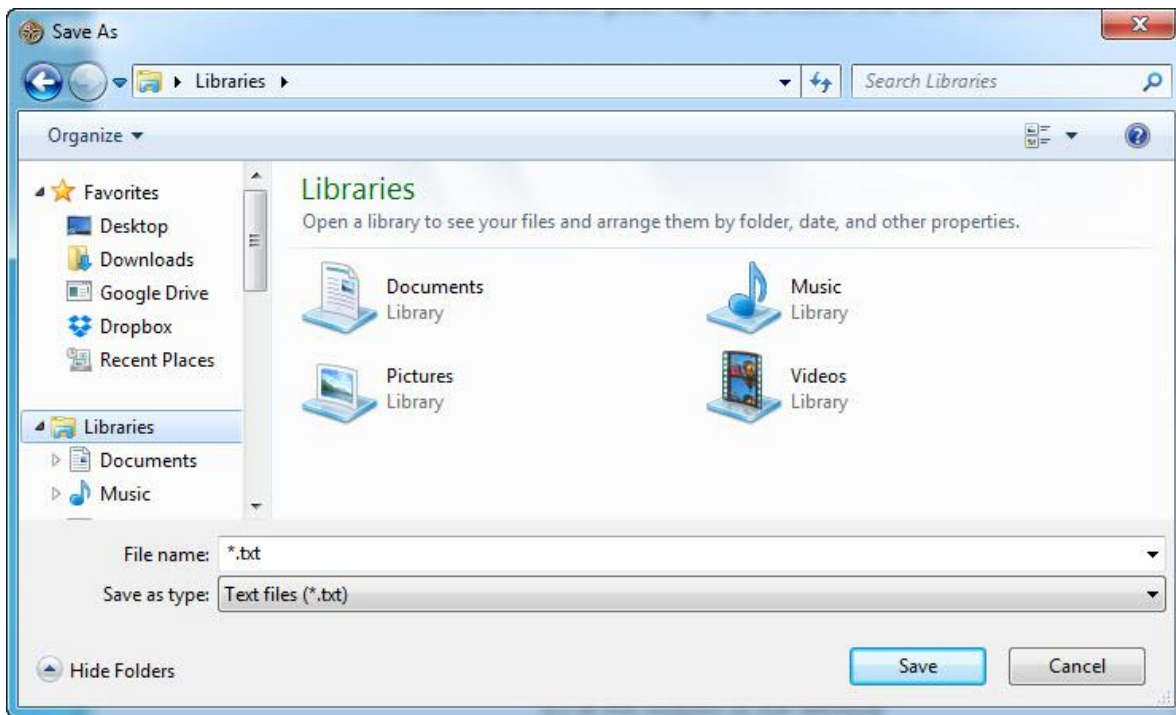 Save As
Libraries
Search Libraries
Organize
Favorites
Desktop
Downloads
Google Drive
Dropbox
Recent Places
Libraries
Documents
Music
Libraries
Open a library to see your files and arrange them by folder, date, and other properties.
Documents
Library
Music
Library
Pictures
Library
Videos
Library
File name: *.txt
Save as type: Text files (*.txt)
Hide Folders
Save
Cancel